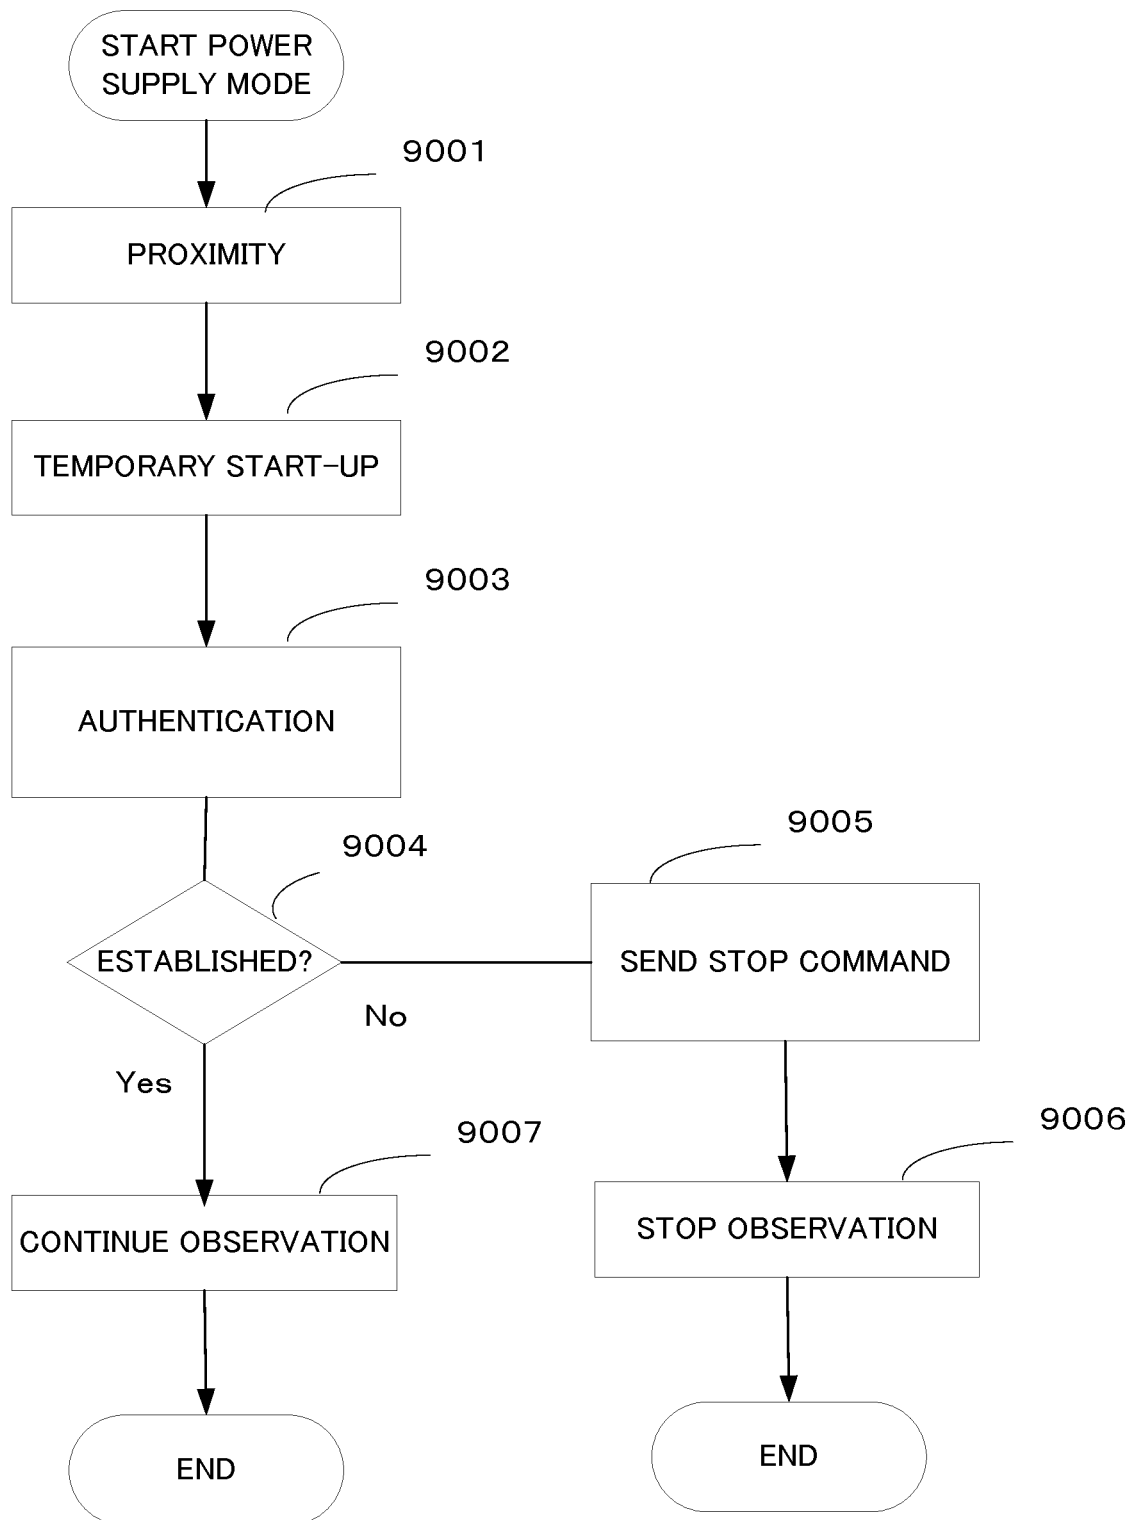 START POWER
SUPPLY MODE
9001
PROXIMITY
9002
TEMPORARY START-UP
9003
AUTHENTICATION
9004
9005
ESTABLISHED?
SEND STOP COMMAND
No
Yes
9006
9007
STOP OBSERVATION
CONTINUE OBSERVATION
END
END